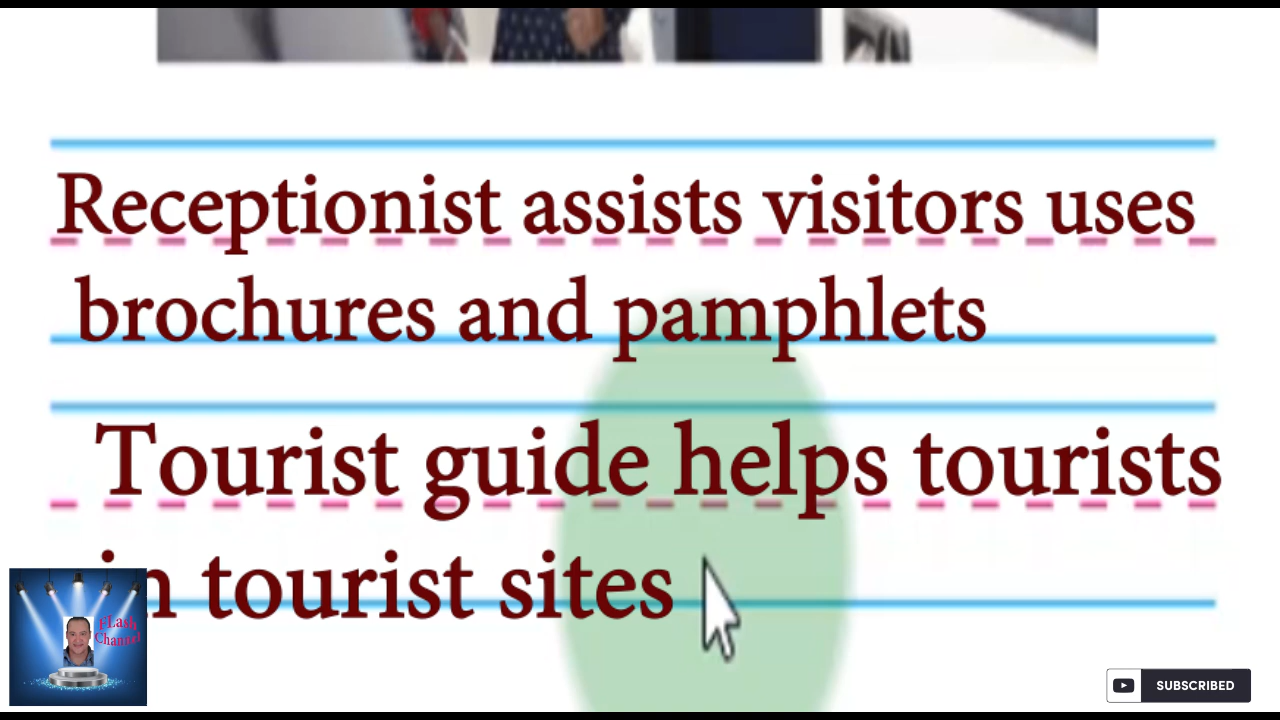 Receptionist assists visitors uses
brochures and pamphlets
Tourist guide helps tourists
in tourist sites
FLash
Channel
SUBSCRIBED